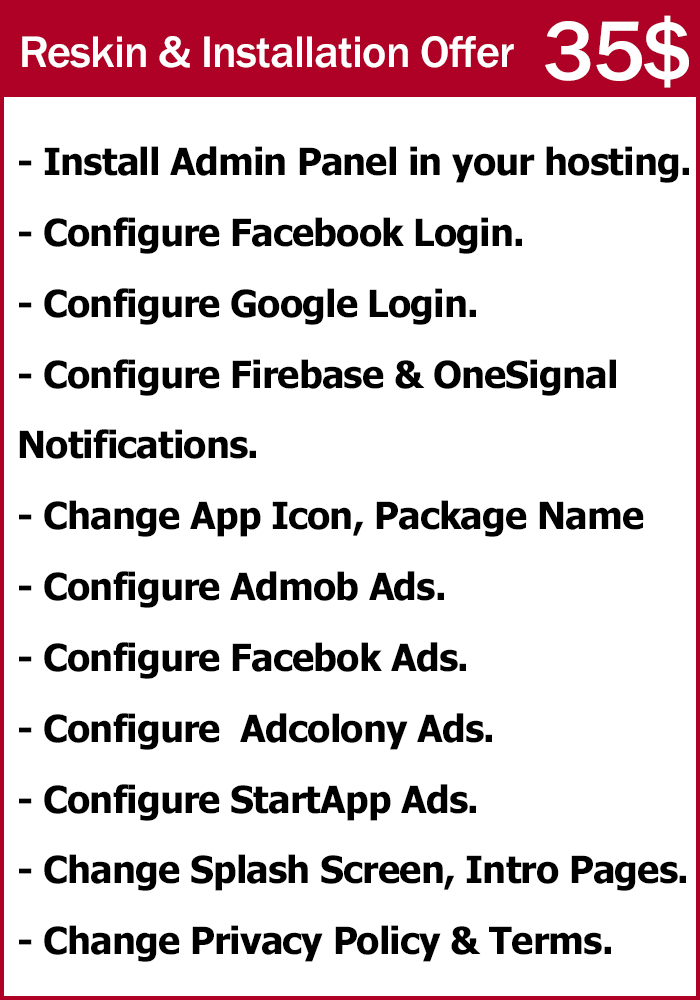 Reskin & Installation Offer 35$
- Install Admin Panel in your hosting.
- Configure Facebook Login.
- Configure Google Login.
- Configure Firebase & OneSignal
Notifications.
- Change App Icon, Package Name
- Configure Admob Ads.
- Configure Facebok Ads.
- Configure  Adcolony Ads.
- Configure StartApp Ads.
- Change Splash Screen, Intro Pages.
- Change Privacy Policy & Terms.